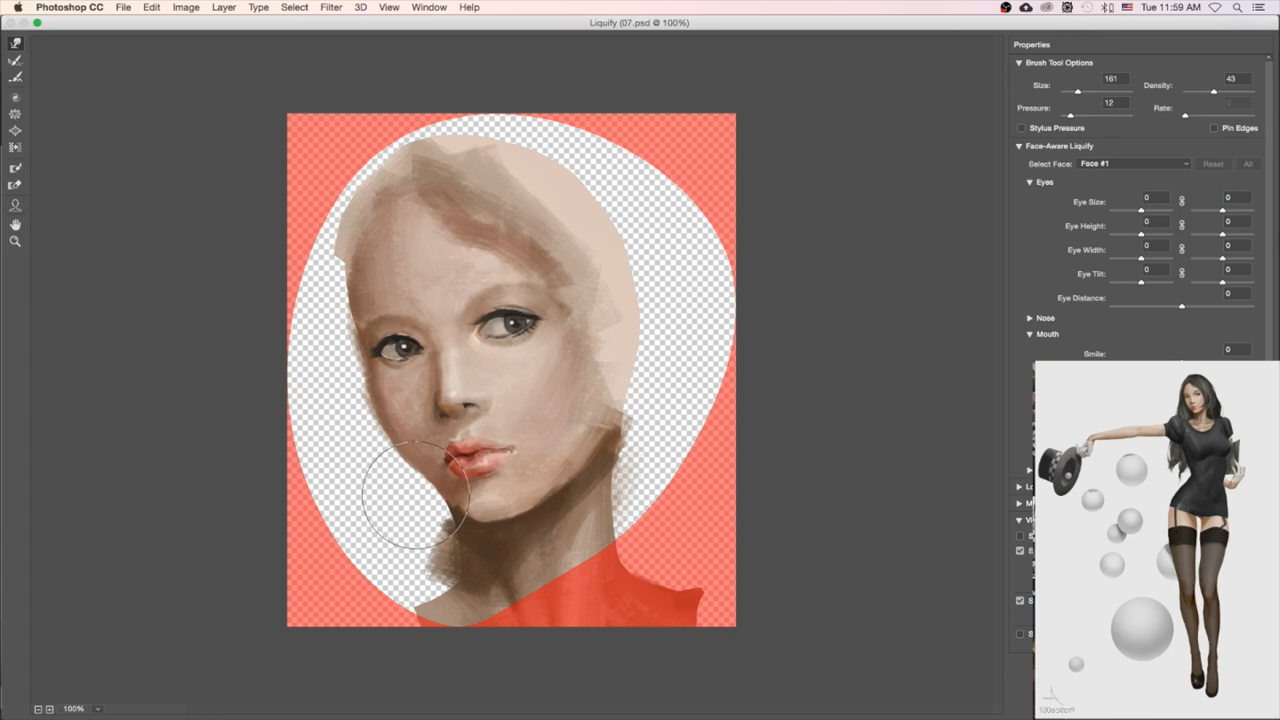 Photoshop CC File Edit Image Layer Type Select Filter 3D View Window Help Tue 11:59 AM
Liquify (07.psd @ 100%)
Properties
Brush Tool Options
Size: 161 Density: 43
Pressure: 12 Rate: 0
Stylus Pressure Pin Edges
Face-Aware Liquify
Select Face: Face #1 Reset All
Eyes
Eye Size: 0 0
Eye Height: 0 0
Eye Width: 0 0
Eye Tilt: 0 0
Eye Distance: 0
Nose
Mouth
Smile: 0
100%